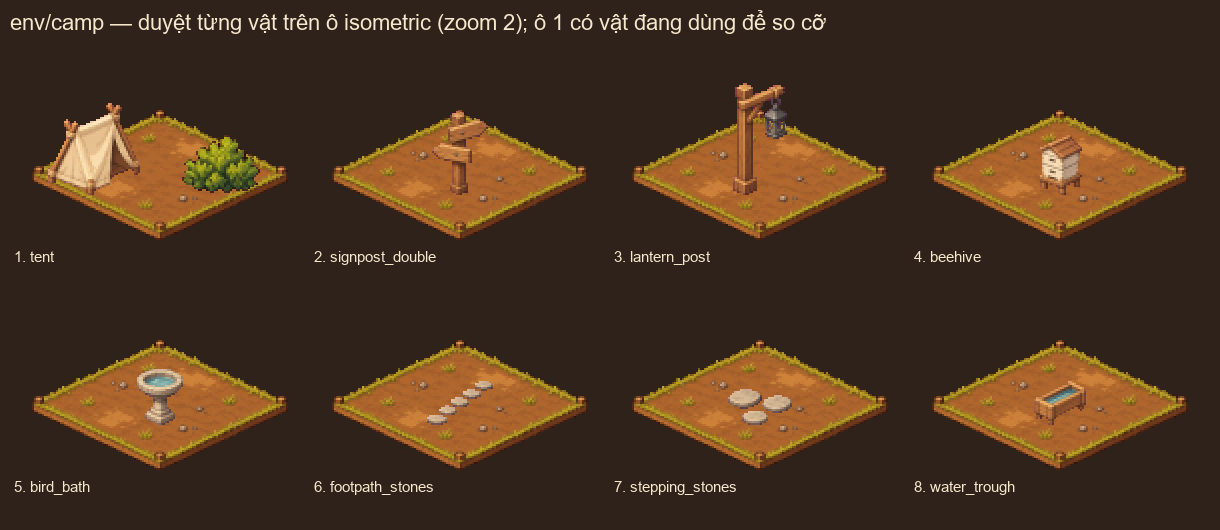 env/camp — duyệt từng vật trên ô isometric (zoom 2); ô 1 có vật đang dùng để so cỡ
1. tent
2. signpost_double
3. lantern_post
4. beehive
5. bird_bath
6. footpath_stones
7. stepping_stones
8. water_trough